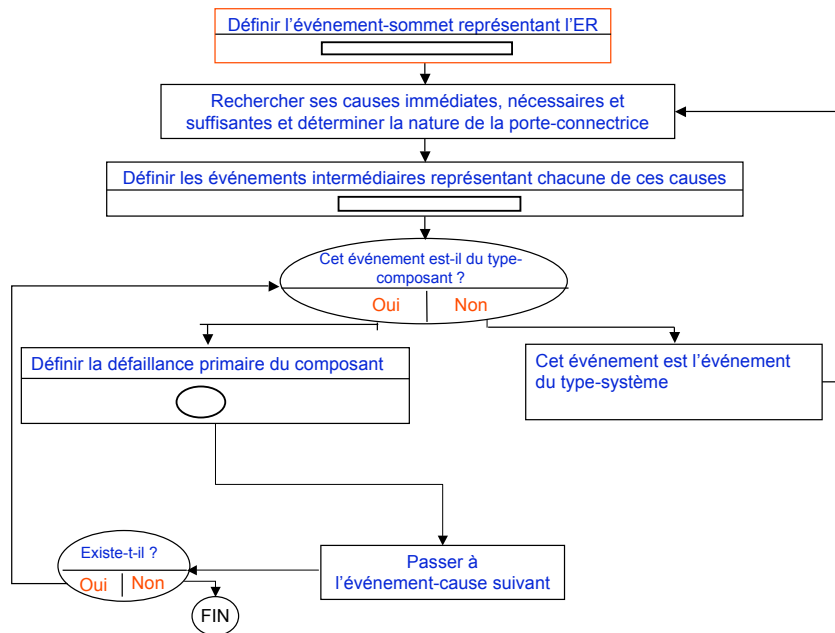 Définir l'événement-sommet représentant l'ER
Rechercher ses causes immédiates, nécessaires et
suffisantes et déterminer la nature de la porte-connectrice
Définir les événements intermédiaires représentant chacune de ces causes
Cet événement est-il du type-
composant ?
Oui
Non
Définir la défaillance primaire du composant
Cet événement est l'événement
du type-système
Existe-t-il ?
Oui
Non
Passer à
l'événement-cause suivant
FIN